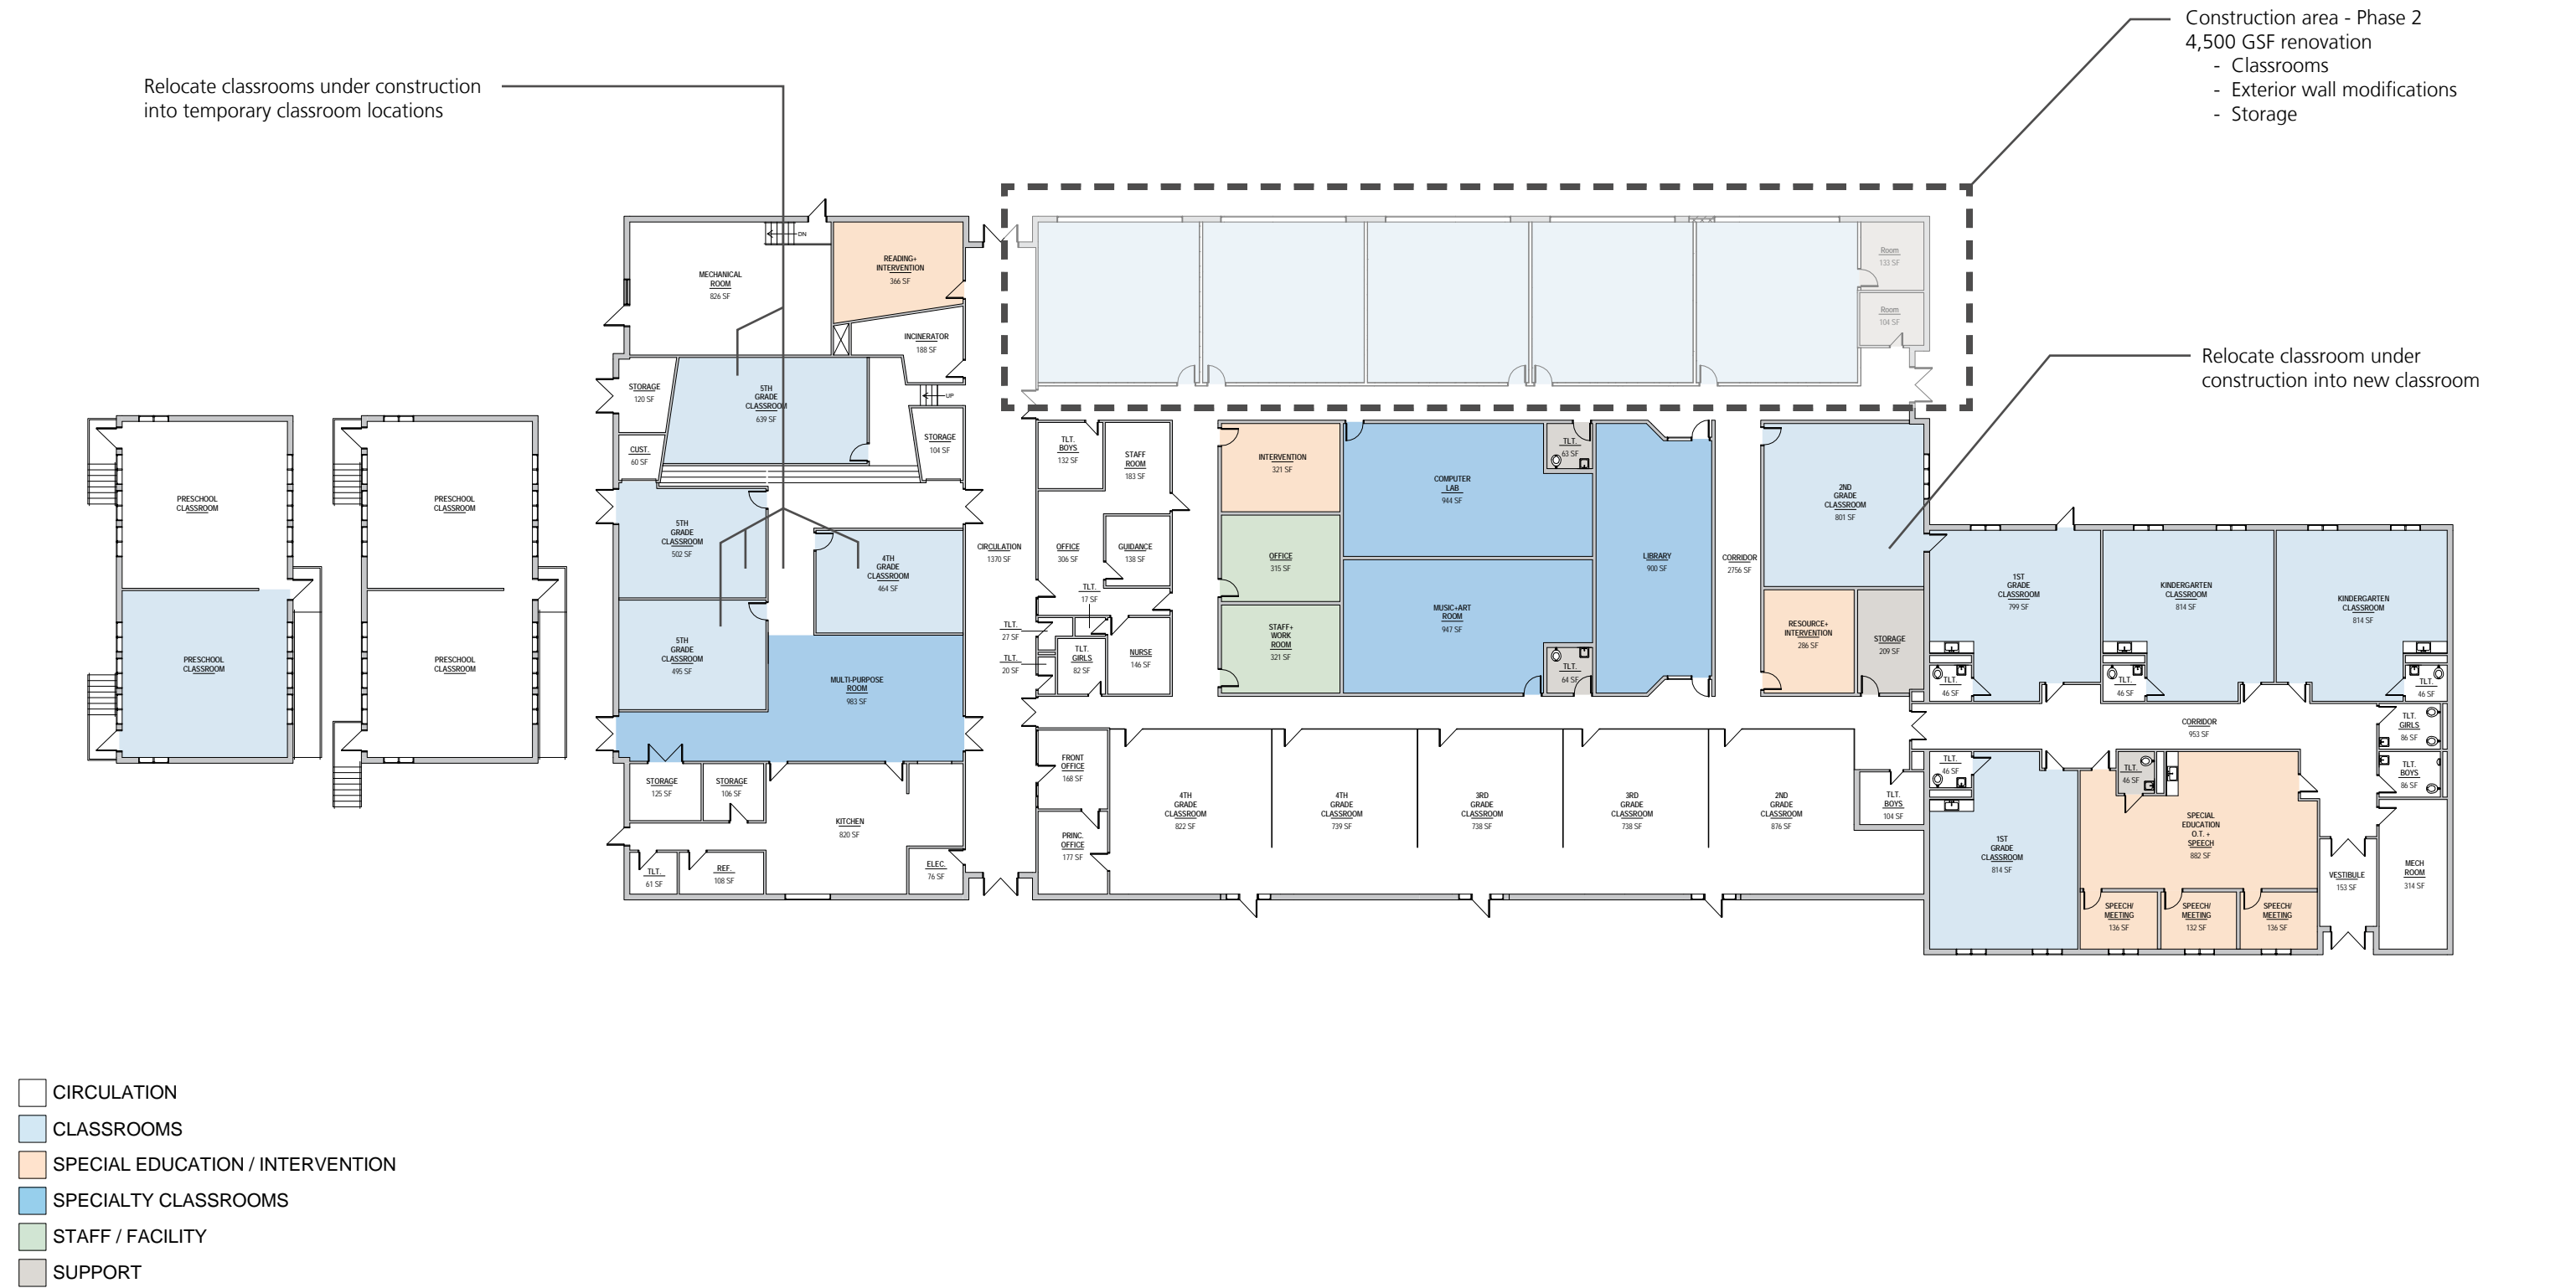 Construction area - Phase 2
4,500 GSF renovation
- Classrooms
- Exterior wall modifications
- Storage
Relocate classrooms under construction
into temporary classroom locations
Relocate classroom under
construction into new classroom
PRESCHOOL
CLASSROOM
PRESCHOOL
CLASSROOM
PRESCHOOL
CLASSROOM
PRESCHOOL
CLASSROOM
MECHANICAL
ROOM
826 SF
DN
READING+
INTERVENTION
366 SF
INCINERATOR
188 SF
STORAGE
120 SF
5TH
GRADE
CLASSROOM
639 SF
UP
CUST.
60 SF
STORAGE
104 SF
5TH
GRADE
CLASSROOM
502 SF
4TH
GRADE
CLASSROOM
464 SF
5TH
GRADE
CLASSROOM
495 SF
MULTI-PURPOSE
ROOM
983 SF
STORAGE
125 SF
STORAGE
106 SF
KITCHEN
820 SF
TLT.
61 SF
REF.
108 SF
ELEC.
76 SF
CIRCULATION
1370 SF
Room
133 SF
Room
104 SF
TLT.
BOYS
132 SF
STAFF
ROOM
183 SF
OFFICE
306 SF
GUIDANCE
138 SF
TLT.
17 SF
TLT.
27 SF
TLT.
20 SF
TLT.
GIRLS
82 SF
NURSE
146 SF
INTERVENTION
321 SF
OFFICE
315 SF
STAFF+
WORK
ROOM
321 SF
COMPUTER
LAB
944 SF
TLT.
63 SF
MUSIC+ART
ROOM
947 SF
TLT.
64 SF
LIBRARY
900 SF
CORRIDOR
2756 SF
2ND
GRADE
CLASSROOM
801 SF
RESOURCE+
INTERVENTION
286 SF
STORAGE
209 SF
FRONT
OFFICE
168 SF
PRINC.
OFFICE
177 SF
4TH
GRADE
CLASSROOM
822 SF
4TH
GRADE
CLASSROOM
739 SF
3RD
GRADE
CLASSROOM
738 SF
3RD
GRADE
CLASSROOM
738 SF
2ND
GRADE
CLASSROOM
876 SF
TLT.
BOYS
104 SF
1ST
GRADE
CLASSROOM
799 SF
KINDERGARTEN
CLASSROOM
814 SF
KINDERGARTEN
CLASSROOM
814 SF
TLT.
46 SF
TLT.
46 SF
TLT.
46 SF
CORRIDOR
953 SF
TLT.
GIRLS
86 SF
TLT.
BOYS
86 SF
TLT.
46 SF
TLT.
46 SF
1ST
GRADE
CLASSROOM
814 SF
SPECIAL
EDUCATION
O.T. +
SPEECH
882 SF
SPEECH/
MEETING
136 SF
SPEECH/
MEETING
132 SF
SPEECH/
MEETING
136 SF
VESTIBULE
153 SF
MECH
ROOM
314 SF
CIRCULATION
CLASSROOMS
SPECIAL EDUCATION / INTERVENTION
SPECIALTY CLASSROOMS
STAFF / FACILITY
SUPPORT